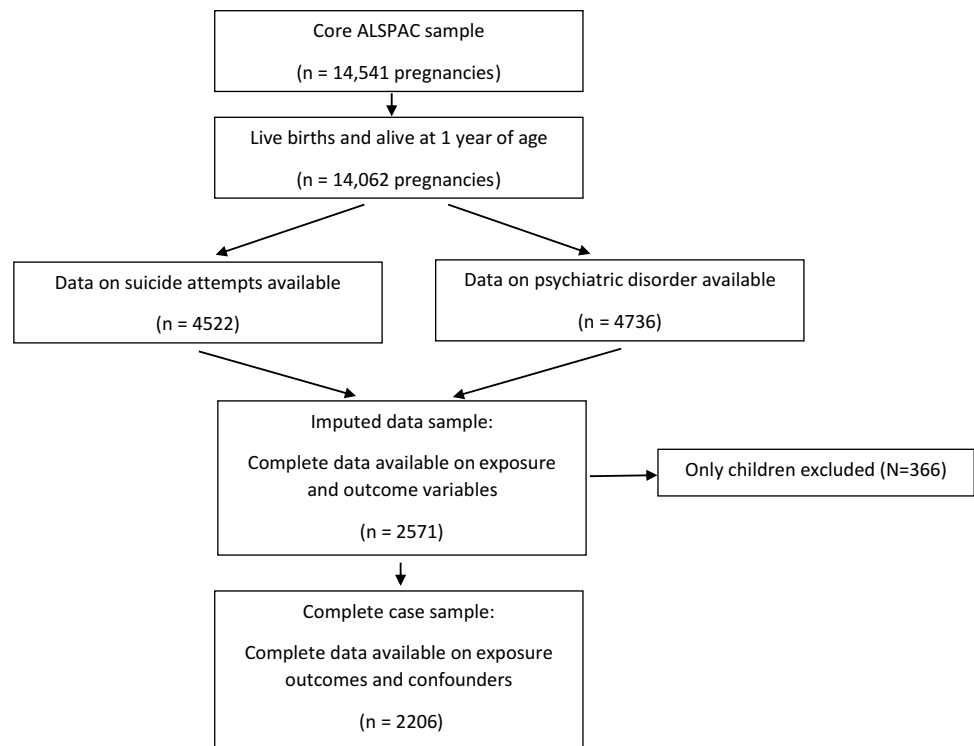 Core ALSPAC sample
(n = 14,541 pregnancies)
Live births and alive at 1 year of age
(n = 14,062 pregnancies)
Data on suicide attempts available
(n = 4522)
Data on psychiatric disorder available
(n = 4736)
Imputed data sample:
Complete data available on exposure
and outcome variables
(n = 2571)
Only children excluded (N=366)
Complete case sample:
Complete data available on exposure
outcomes and confounders
(n = 2206)